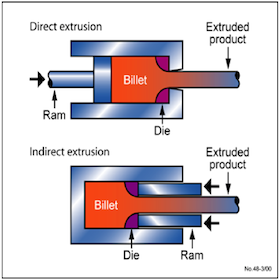 Direct extrusion
Extruded
product
Billet
Ram
Die
Indirect extrusion
Extruded
product
Billet
Die
Ram
No.48-3/00